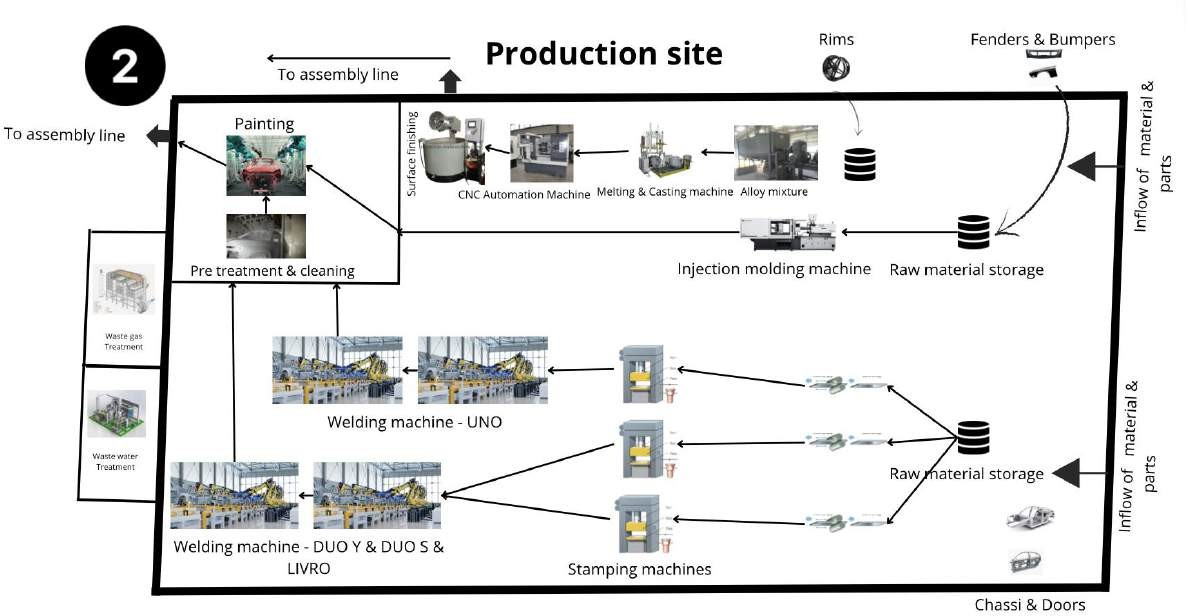 2
Production site
Rims
Fenders & Bumpers
To assembly line
To assembly line
Painting
Surface finishing
CNC Automation Machine
Melting & Casting machine
Alloy mixture
Inflow of material &
parts
Pre treatment & cleaning
Injection molding machine
Raw material storage
Waste gas
Treatment
Welding machine - UNO
Waste water
Treatment
Raw material storage
Inflow of material &
parts
Welding machine - DUO Y & DUO S &
LIVRO
Stamping machines
Chassi & Doors